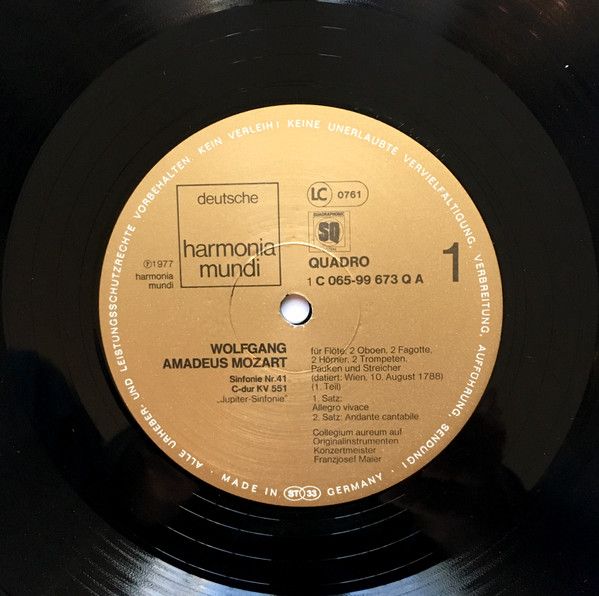 ALLE URHEBER- UND LEISTUNGSSCHUTZRECHTE VORBEHALTEN. KEIN VERLEIH! KEINE UNERLAUBTE VERVIELFÄLTIGUNG, VERBREITUNG, AUFFÜHRUNG, SENDUNG!
deutsche
harmonia
mundi
LC 0761
QUADRAPHONIC
SQ
℗1977
harmonia
mundi
QUADRO
1 C 065-99 673 Q A
1
WOLFGANG
AMADEUS MOZART
Sinfonie Nr.41
C-dur KV 551
„Jupiter-Sinfonie"
für Flöte, 2 Oboen, 2 Fagotte,
2 Hörner, 2 Trompeten,
Pauken und Streicher
(datiert: Wien, 10. August 1788)
(1. Teil)
1. Satz:
Allegro vivace
2. Satz: Andante cantabile
Collegium aureum auf
Originalinstrumenten
Konzertmeister
Franzjosef Maier
MADE IN ST 33 GERMANY